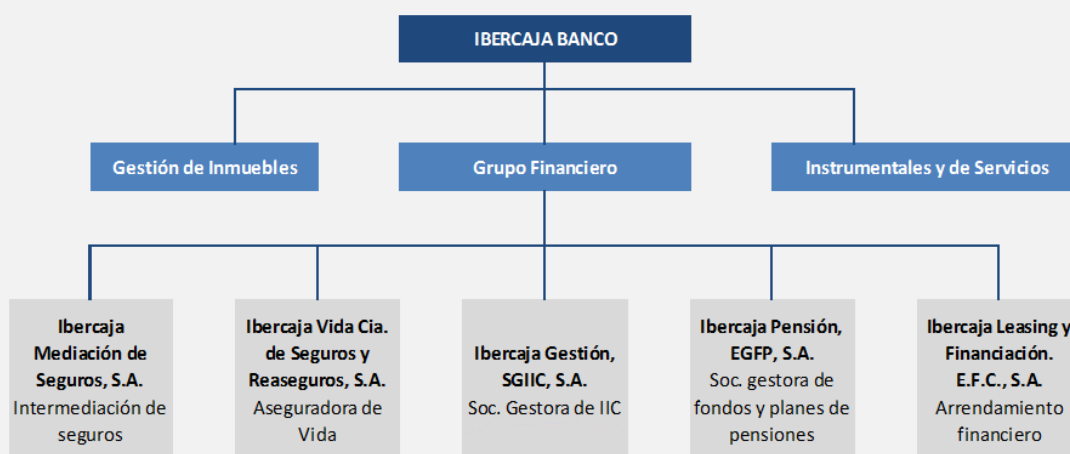 IBERCAJA BANCO
Gestión de Inmuebles
Grupo Financiero
Instrumentales y de Servicios
Ibercaja
Mediación de
Seguros, S.A.
Intermediación de
seguros
Ibercaja Vida Cia.
de Seguros y
Reaseguros, S.A.
Aseguradora de
Vida
Ibercaja Gestión,
SGIIC, S.A.
Soc. Gestora de IIC
Ibercaja Pensión,
EGFP, S.A.
Soc. gestora de
fondos y planes de
pensiones
Ibercaja Leasing y
Financiación.
E.F.C., S.A.
Arrendamiento
financiero